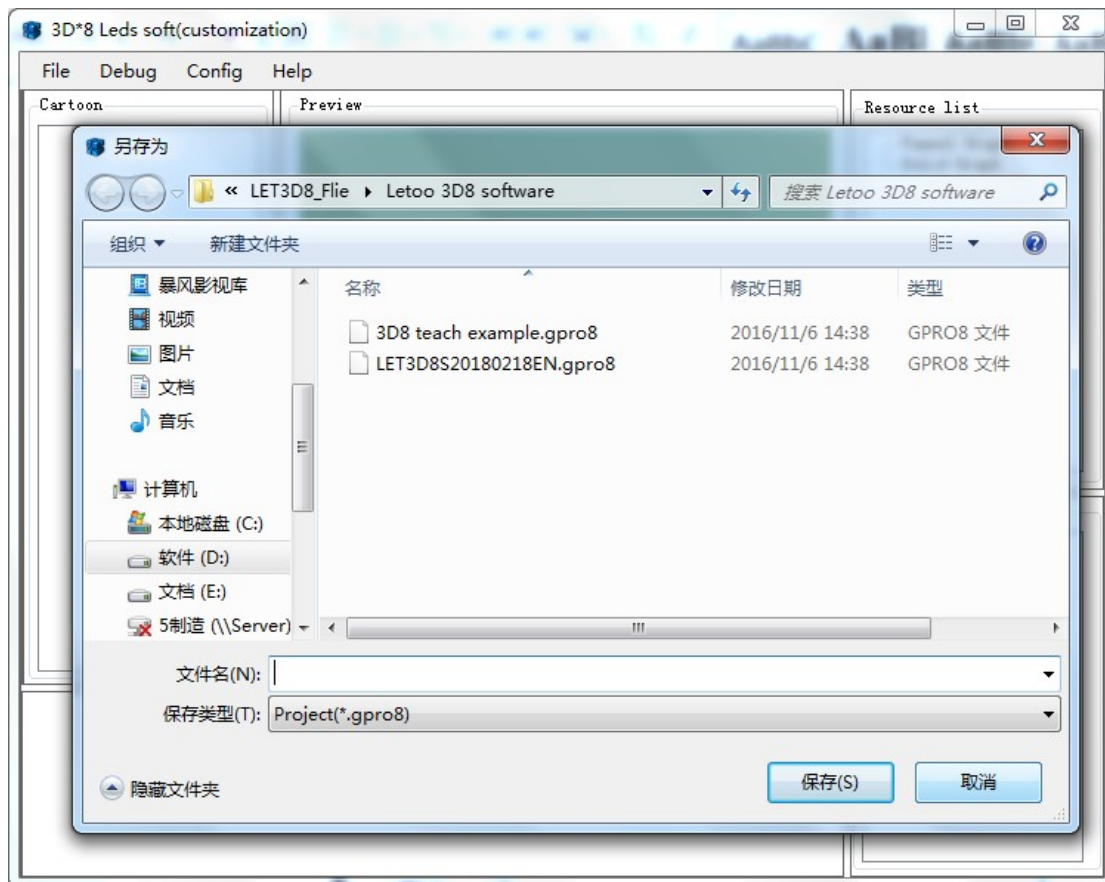 3D*8 Leds soft(customization)
File Debug Config Help
Cartoon Preview Resource list
另存为
« LET3D8_Flie Letoo 3D8 software 搜索 Letoo 3D8 software
组织 新建文件夹
名称 修改日期 类型
暴风影视库
视频
图片
文档
音乐
计算机
本地磁盘 (C:)
软件 (D:)
文档 (E:)
5制造 (\\Server)
3D8 teach example.gpro8 2016/11/6 14:38 GPRO8 文件
LET3D8S20180218EN.gpro8 2016/11/6 14:38 GPRO8 文件
文件名(N):
保存类型(T): Project(*.gpro8)
隐藏文件夹 保存(S) 取消